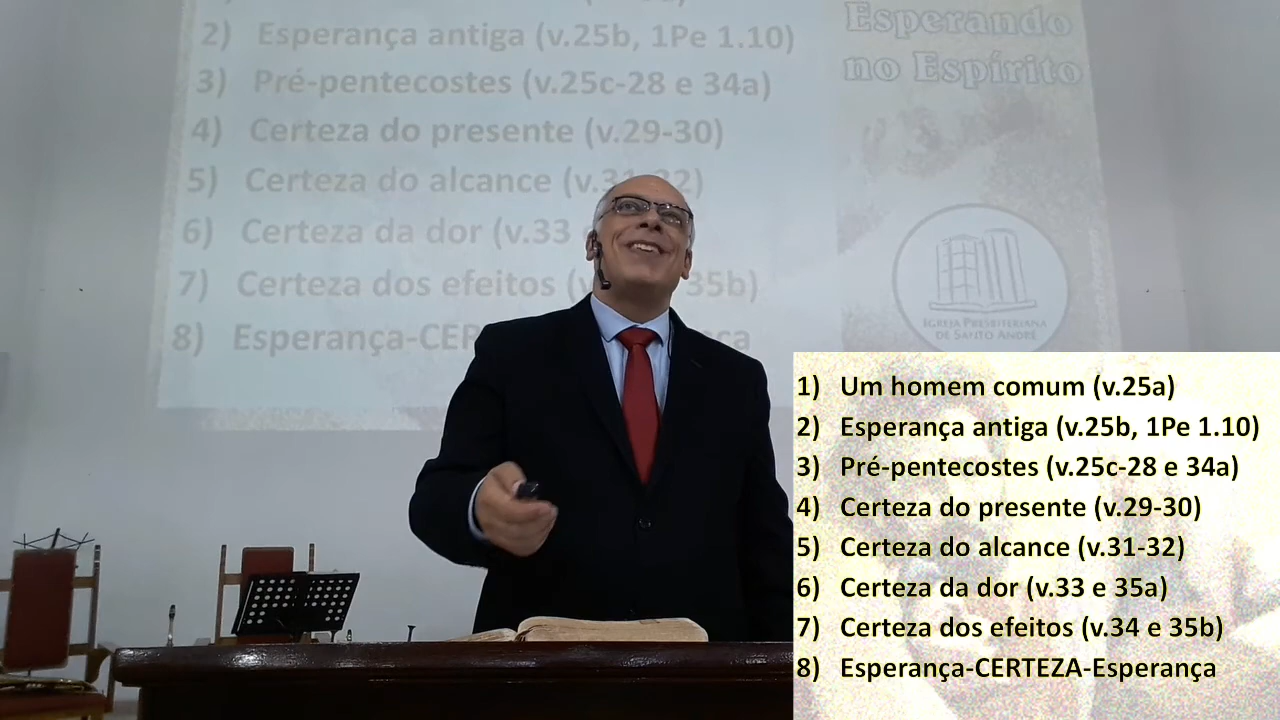 2) Esperança antiga (v.25b, 1Pe 1.10)
3) Pré-pentecostes (v.25c-28 e 34a)
4) Certeza do presente (v.29-30)
5) Certeza do alcance (v.31-32)
6) Certeza da dor (v.33
7) Certeza dos efeitos (v. 35b)
8) Esperança-CER
Esperando
no Espírito
IGREJA PRESBITERIANA
DE SANTO ANDRÉ
1) Um homem comum (v.25a)
2) Esperança antiga (v.25b, 1Pe 1.10)
3) Pré-pentecostes (v.25c-28 e 34a)
4) Certeza do presente (v.29-30)
5) Certeza do alcance (v.31-32)
6) Certeza da dor (v.33 e 35a)
7) Certeza dos efeitos (v.34 e 35b)
8) Esperança-CERTEZA-Esperança